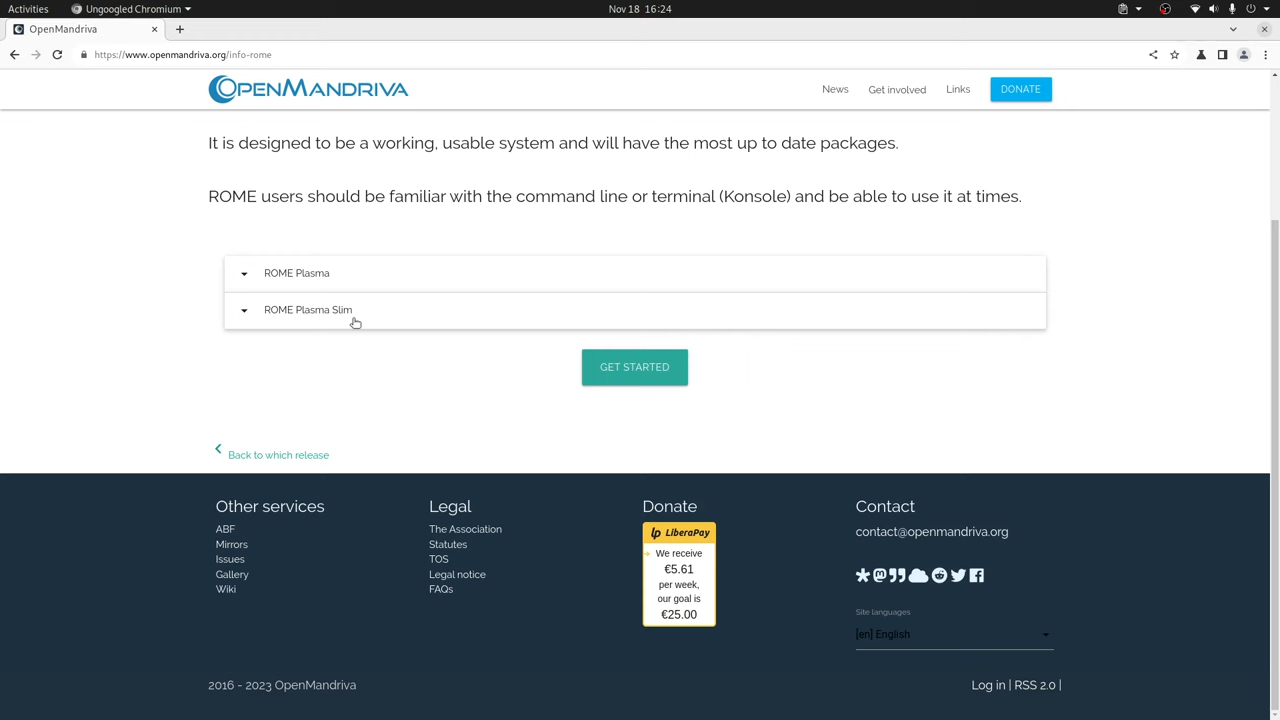 Activities
Ungoogled Chromium
Nov 18 16:24
OpenMandriva
https://www.openmandriva.org/info-rome
OPENMANDRIVA
News
Get involved
Links
DONATE
It is designed to be a working, usable system and will have the most up to date packages.
ROME users should be familiar with the command line or terminal (Konsole) and be able to use it at times.
ROME Plasma
ROME Plasma Slim
GET STARTED
Back to which release
Other services
ABF
Mirrors
Issues
Gallery
Wiki
Legal
The Association
Statutes
TOS
Legal notice
FAQs
Donate
lp LiberaPay
We receive
€5.61
per week,
our goal is
€25.00
Contact
contact@openmandriva.org
Site languages
[en] English
2016 - 2023 OpenMandriva
Log in | RSS 2.0 |